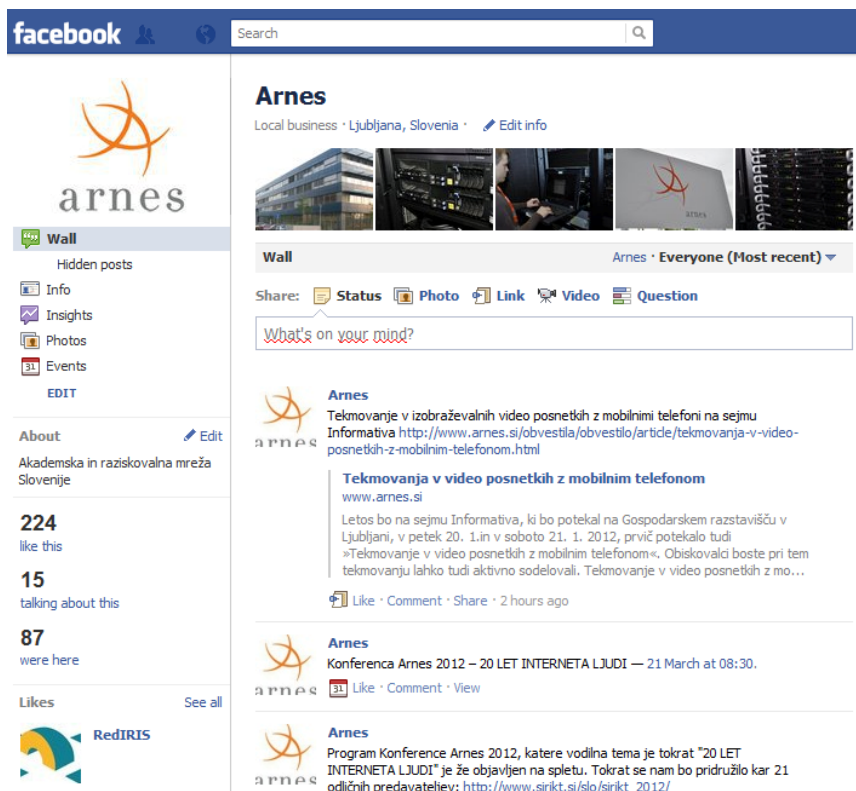 facebook
Search
arnes
Wall
Hidden posts
Info
Insights
Photos
31 Events
EDIT
About
Edit
Akademska in raziskovalna mreža
Slovenije
224
like this
15
talking about this
87
were here
Likes
See all
RedIRIS
Arnes
Local business · Ljubljana, Slovenia · Edit info
arnes
Wall
Arnes · Everyone (Most recent)
Share: Status Photo Link Video Question
What's on your mind?
arnes
Arnes
Tekmovanje v izobraževalnih video posnetkih z mobilnimi telefoni na sejmu
Informativa http://www.arnes.si/obvestila/obvestilo/article/tekmovanja-v-video-
posnetkih-z-mobilnim-telefonom.html
Tekmovanja v video posnetkih z mobilnim telefonom
www.arnes.si
Letos bo na sejmu Informativa, ki bo potekal na Gospodarskem razstavišču v
Ljubljani, v petek 20. 1.in v soboto 21. 1. 2012, prvič potekalo tudi
»Tekmovanje v video posnetkih z mobilnim telefonom«. Obiskovalci boste pri tem
tekmovanju lahko tudi aktivno sodelovali. Tekmovanje v video posnetkih z mo...
Like · Comment · Share · 2 hours ago
arnes
Arnes
Konferenca Arnes 2012 – 20 LET INTERNETA LJUDI — 21 March at 08:30.
31 Like · Comment · View
arnes
Arnes
Program Konference Arnes 2012, katere vodilna tema je tokrat "20 LET
INTERNETA LJUDI" je že objavljen na spletu. Tokrat se nam bo pridružilo kar 21
odličnih predavateljev: http://www.sirikt.si/slo/sirikt_2012/